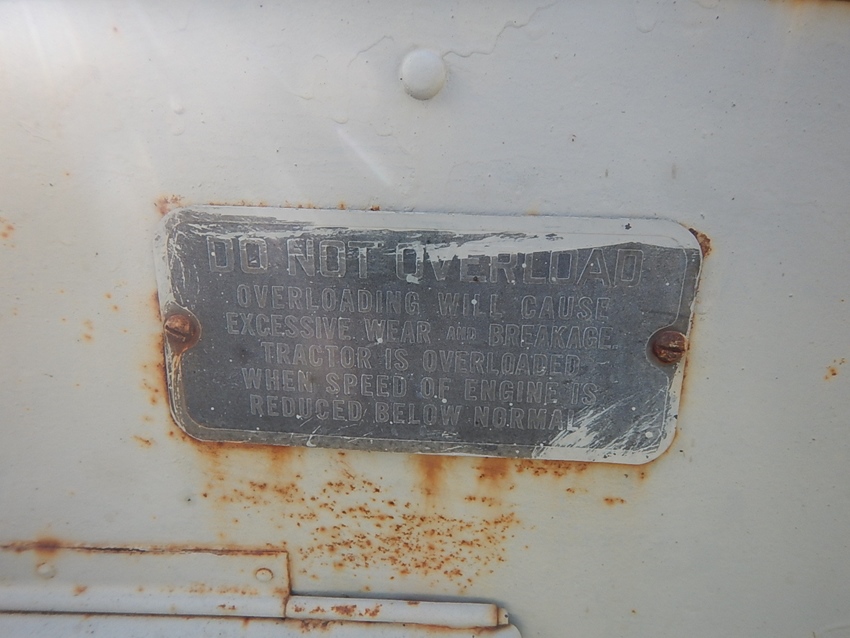 DO NOT OVERLOAD
OVERLOADING WILL CAUSE
EXCESSIVE WEAR AND BREAKAGE.
TRACTOR IS OVERLOADED
WHEN SPEED OF ENGINE IS
REDUCED BELOW NORMAL